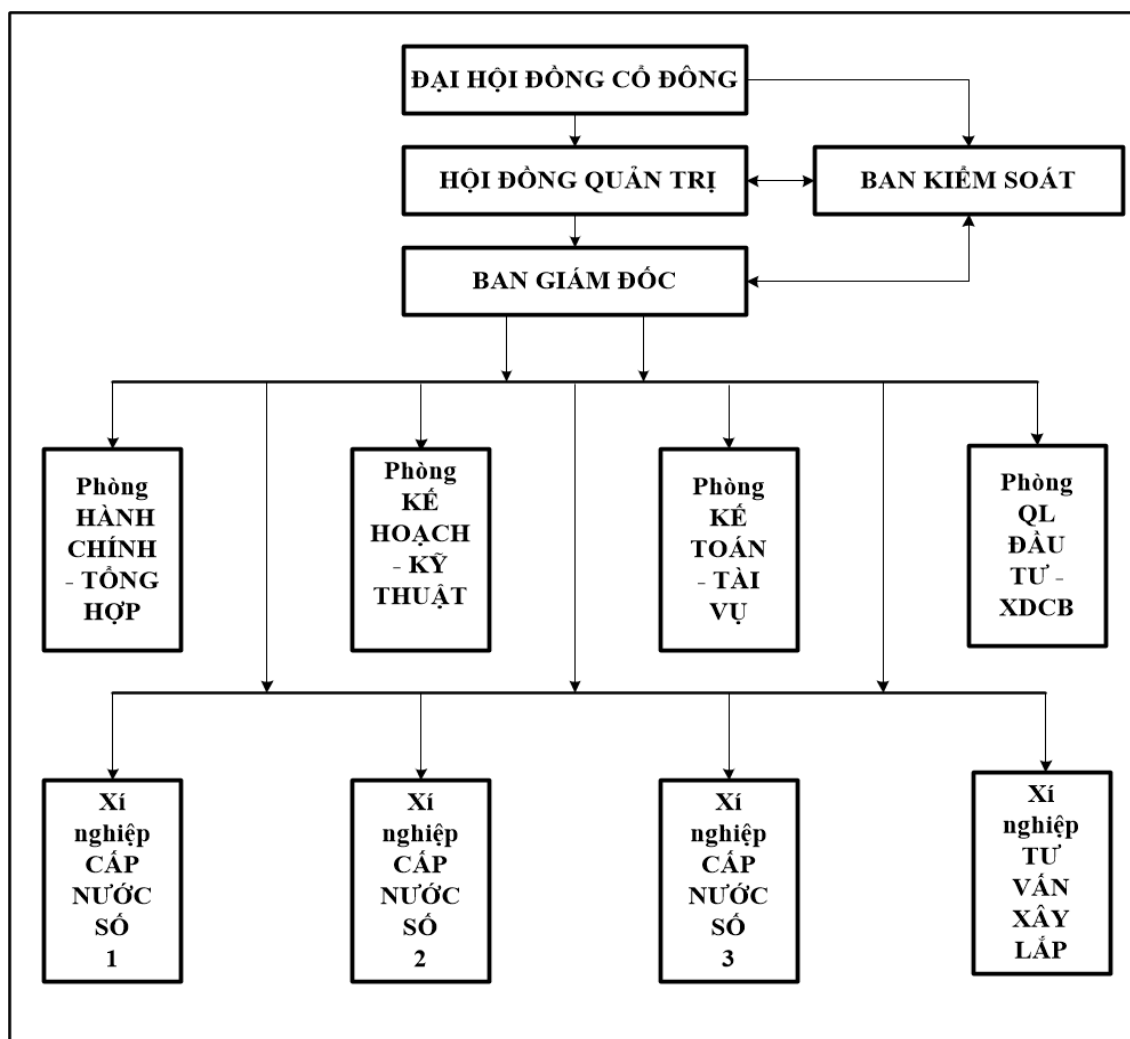 ĐẠI HỘI ĐỒNG CỔ ĐÔNG
HỘI ĐỒNG QUẢN TRỊ
BAN KIỂM SOÁT
BAN GIÁM ĐỐC
Phòng
HÀNH
CHÍNH
- TỔNG
HỢP
Phòng
KẾ
HOẠCH
- KỸ
THUẬT
Phòng
KẾ
TOÁN
- TÀI
VỤ
Phòng
QL
ĐẦU
TƯ -
XDCB
Xí
nghiệp
CẤP
NƯỚC
SỐ
1
Xí
nghiệp
CẤP
NƯỚC
SỐ
2
Xí
nghiệp
CẤP
NƯỚC
SỐ
3
Xí
nghiệp
TƯ
VẤN
XÂY
LẮP